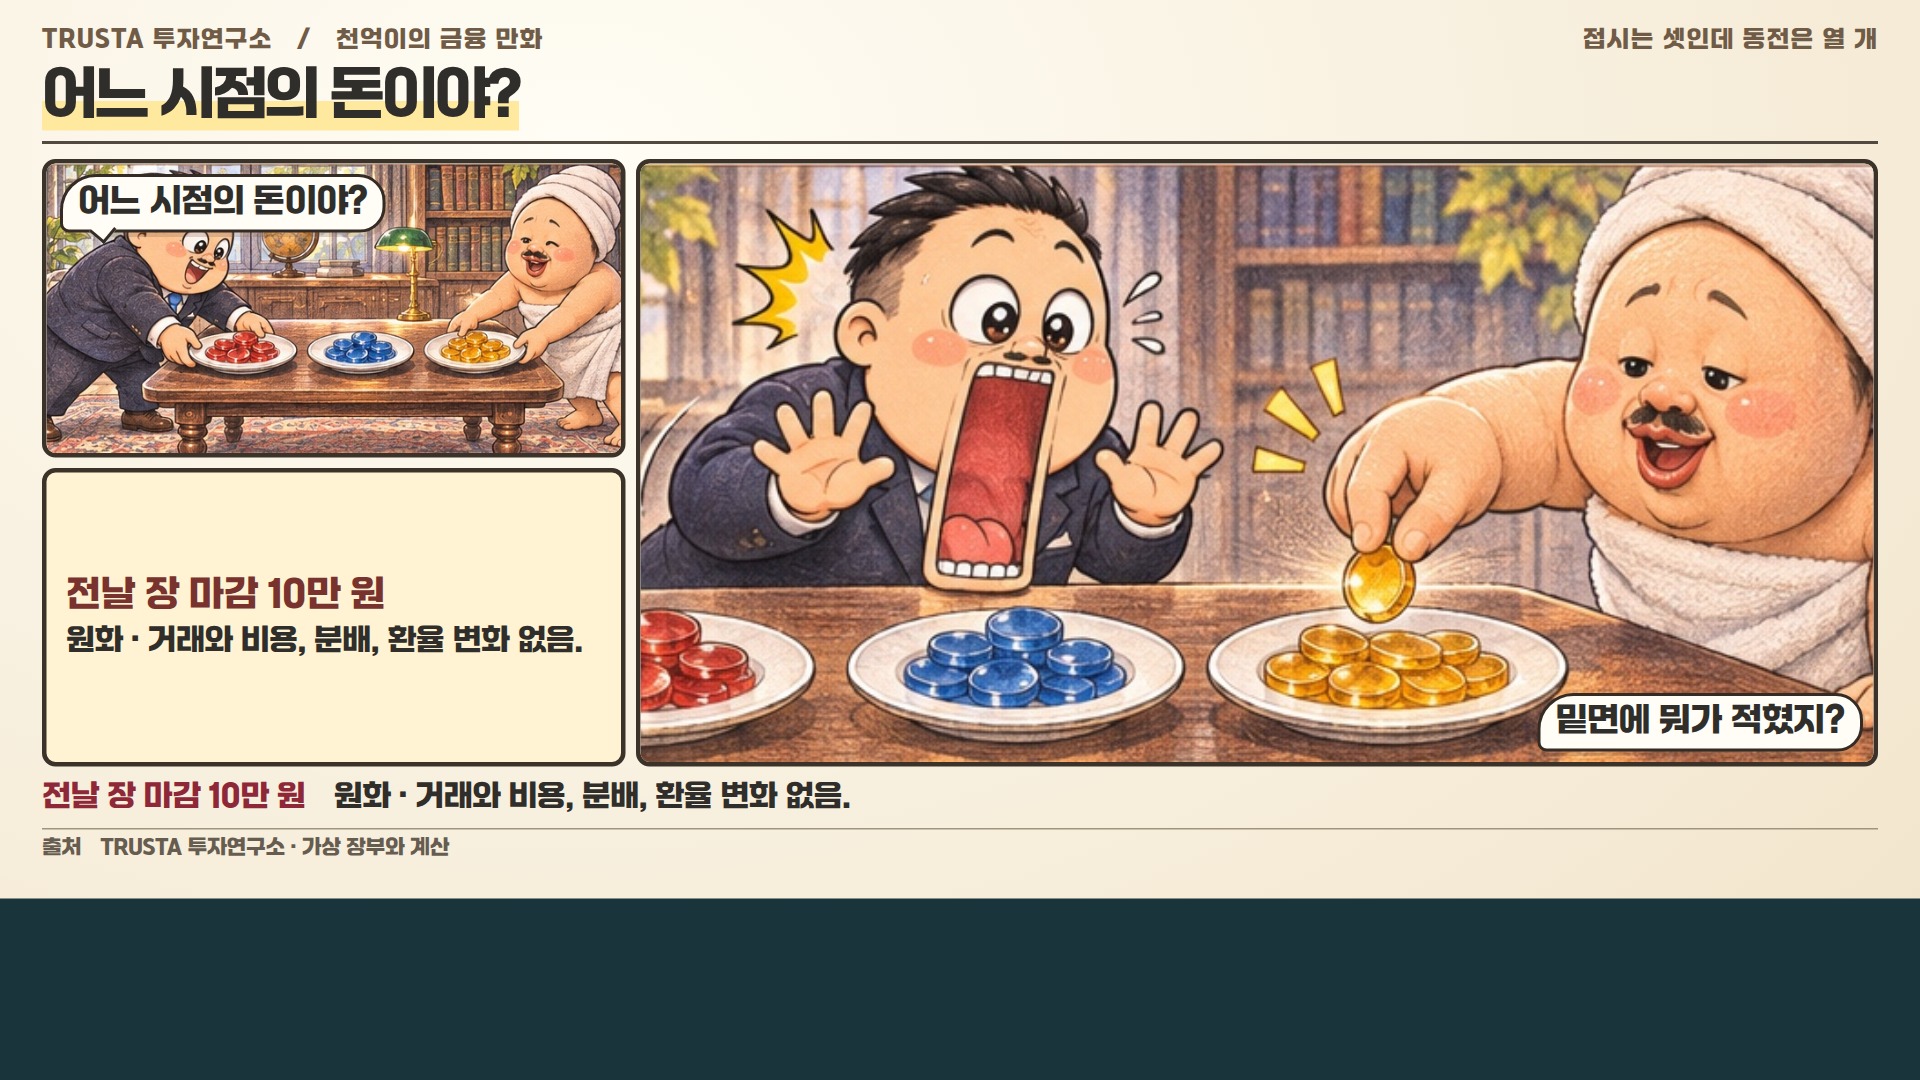 TRUSTA 투자연구소 / 천억이의 금융 만화
접시는 셋인데 동전은 열 개
어느 시점의 돈이야?
어느 시점의 돈이야?
전날 장 마감 10만 원
원화 · 거래와 비용, 분배, 환율 변화 없음.
밑면에 뭐가 적혔지?
전날 장 마감 10만 원 원화 · 거래와 비용, 분배, 환율 변화 없음.
출처 TRUSTA 투자연구소 · 가상 장부와 계산